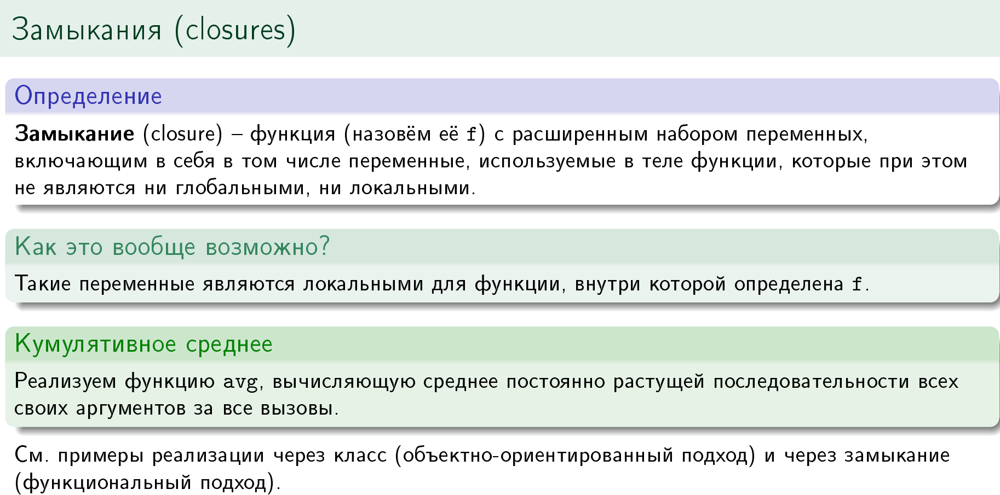 Замыкания (closures)
Определение
Замыкание (closure) – функция (назовём её f) с расширенным набором переменных,
включающим в себя в том числе переменные, используемые в теле функции, которые при этом
не являются ни глобальными, ни локальными.
Как это вообще возможно?
Такие переменные являются локальными для функции, внутри которой определена f.
Кумулятивное среднее
Реализуем функцию avg, вычисляющую среднее постоянно растущей последовательности всех
своих аргументов за все вызовы.
См. примеры реализации через класс (объектно-ориентированный подход) и через замыкание
(функциональный подход).